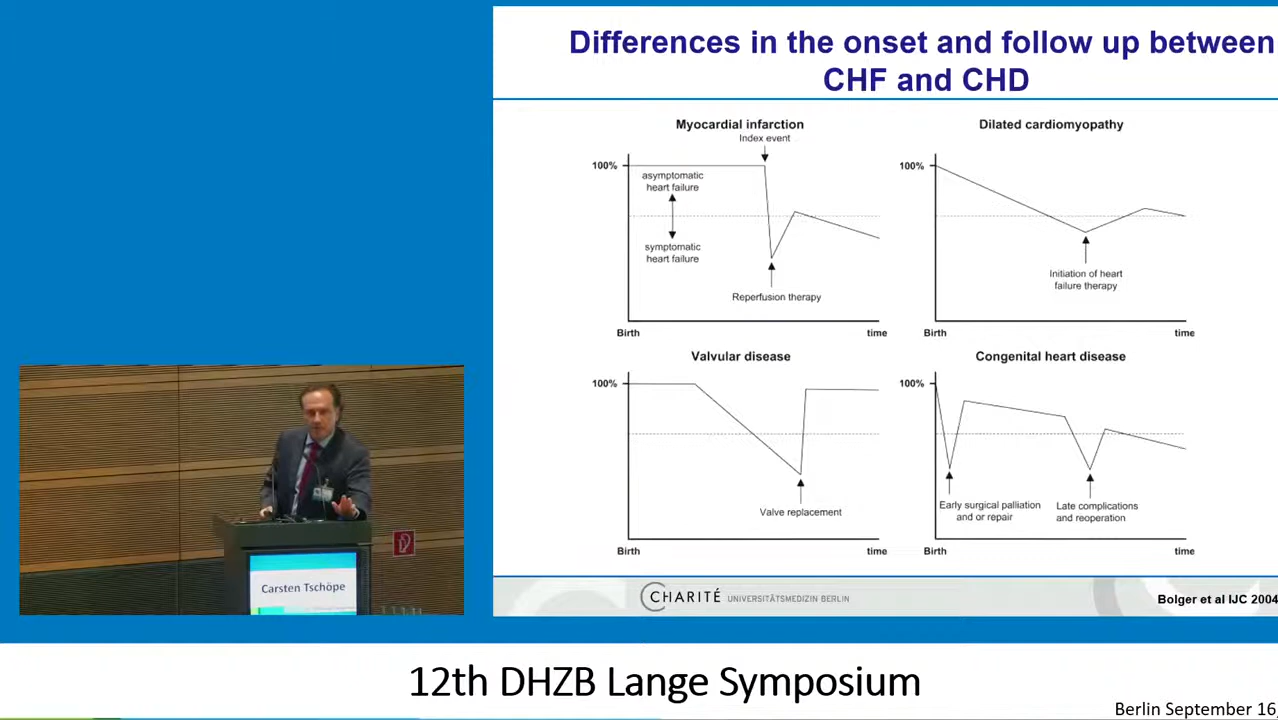 Differences in the onset and follow up between
CHF and CHD
Myocardial infarction
Index event
100%
asymptomatic
heart failure
symptomatic
heart failure
Reperfusion therapy
Birth
time
Dilated cardiomyopathy
100%
Initiation of heart
failure therapy
Birth
time
Valvular disease
100%
Valve replacement
Birth
time
Congenital heart disease
100%
Early surgical palliation
and or repair
Late complications
and reoperation
Birth
time
CHARITÉ UNIVERSITÄTSMEDIZIN BERLIN
Bolger et al IJC 2004
Carsten Tschöpe
12th DHZB Lange Symposium
Berlin September 16,